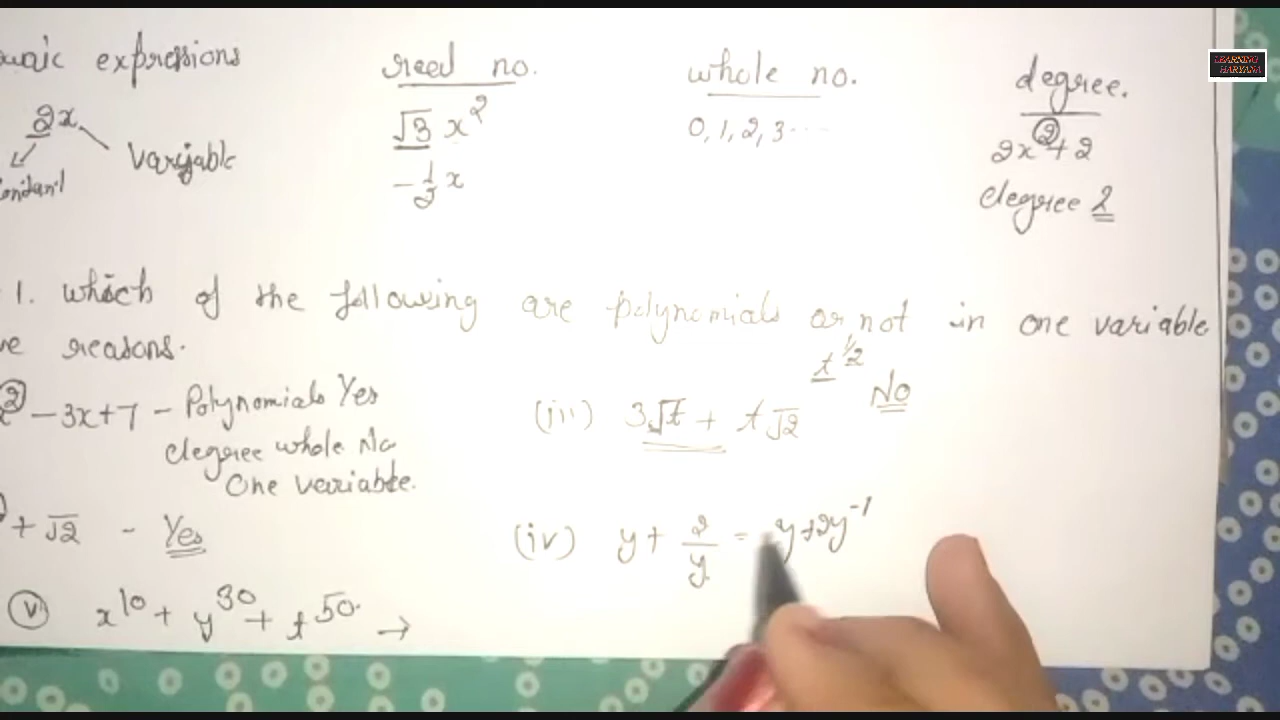 LEARNING
HARYANA
expressions
2x
variable
real no.
√3 x²
-1/2 x
whole no.
0, 1, 2, 3 ....
degree.
2x² + 2
degree 2
1. which of the following are polynomials or not in one variable
reasons.
² - 3x + 7 - Polynomials Yes
degree whole No
One variable.
+ √2 - Yes
(v) x¹⁰ + y³⁰ + t⁵⁰ →
t^1/2
(iii) 3√t + t√2 No
(iv) y + 2/y = y + 2y⁻¹